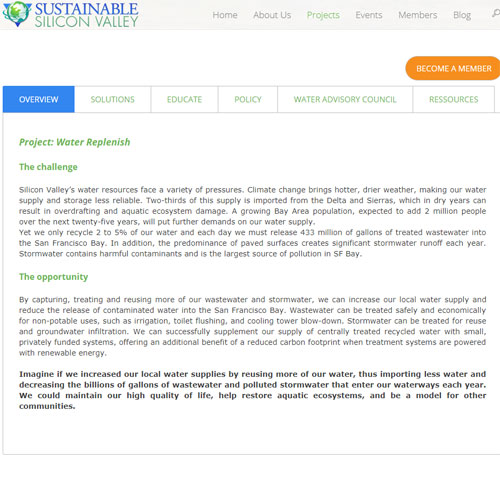 SUSTAINABLE
SILICON VALLEY
Home About Us Projects Events Members Blog
BECOME A MEMBER
OVERVIEW SOLUTIONS EDUCATE POLICY WATER ADVISORY COUNCIL RESSOURCES
Project: Water Replenish
The challenge
Silicon Valley's water resources face a variety of pressures. Climate change brings hotter, drier weather, making our water
supply and storage less reliable. Two-thirds of this supply is imported from the Delta and Sierras, which in dry years can
result in overdrafting and aquatic ecosystem damage. A growing Bay Area population, expected to add 2 million people
over the next twenty-five years, will put further demands on our water supply.
Yet we only recycle 2 to 5% of our water and each day we must release 433 million of gallons of treated wastewater into
the San Francisco Bay. In addition, the predominance of paved surfaces creates significant stormwater runoff each year.
Stormwater contains harmful contaminants and is the largest source of pollution in SF Bay.
The opportunity
By capturing, treating and reusing more of our wastewater and stormwater, we can increase our local water supply and
reduce the release of contaminated water into the San Francisco Bay. Wastewater can be treated safely and economically
for non-potable uses, such as irrigation, toilet flushing, and cooling tower blow-down. Stormwater can be treated for reuse
and groundwater infiltration. We can successfully supplement our supply of centrally treated recycled water with small,
privately funded systems, offering an additional benefit of a reduced carbon footprint when treatment systems are powered
with renewable energy.
Imagine if we increased our local water supplies by reusing more of our water, thus importing less water and
decreasing the billions of gallons of wastewater and polluted stormwater that enter our waterways each year.
We could maintain our high quality of life, help restore aquatic ecosystems, and be a model for other
communities.